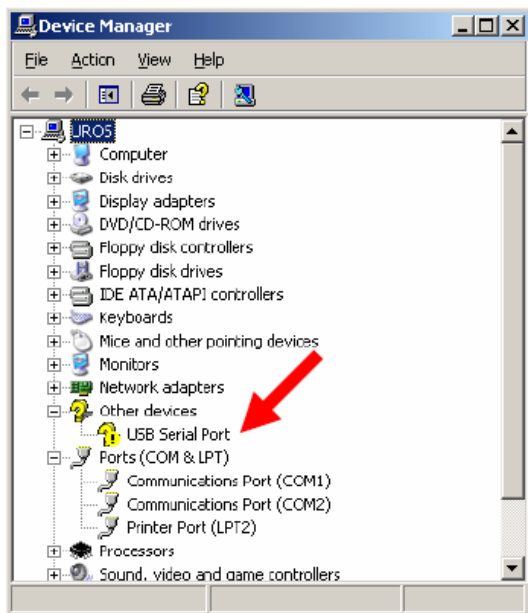 Device Manager
File Action View Help
JROS
Computer
Disk drives
Display adapters
DVD/CD-ROM drives
Floppy disk controllers
Floppy disk drives
IDE ATA/ATAPI controllers
Keyboards
Mice and other pointing devices
Monitors
Network adapters
Other devices
USB Serial Port
Ports (COM & LPT)
Communications Port (COM1)
Communications Port (COM2)
Printer Port (LPT2)
Processors
Sound, video and game controllers